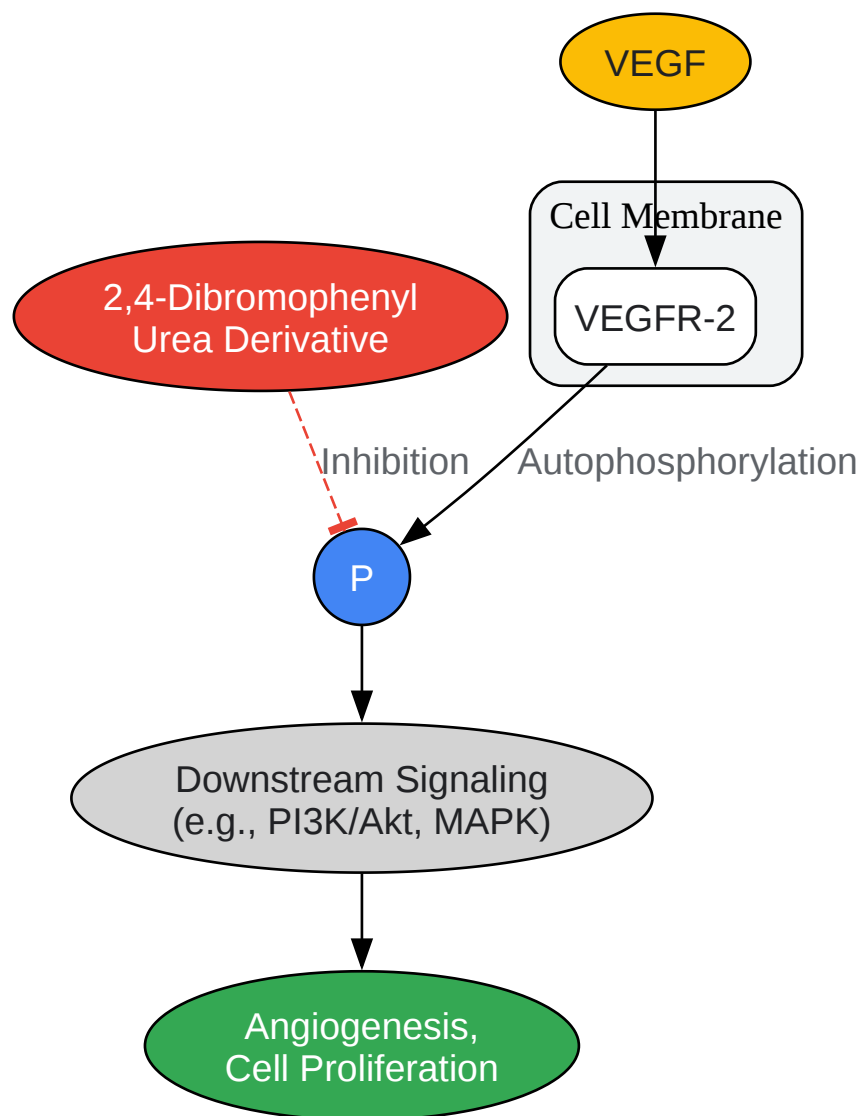 VEGF
Cell Membrane
VEGFR-2
2,4-Dibromophenyl
Urea Derivative
Inhibition
Autophosphorylation
P
Downstream Signaling
(e.g., PI3K/Akt, MAPK)
Angiogenesis,
Cell Proliferation